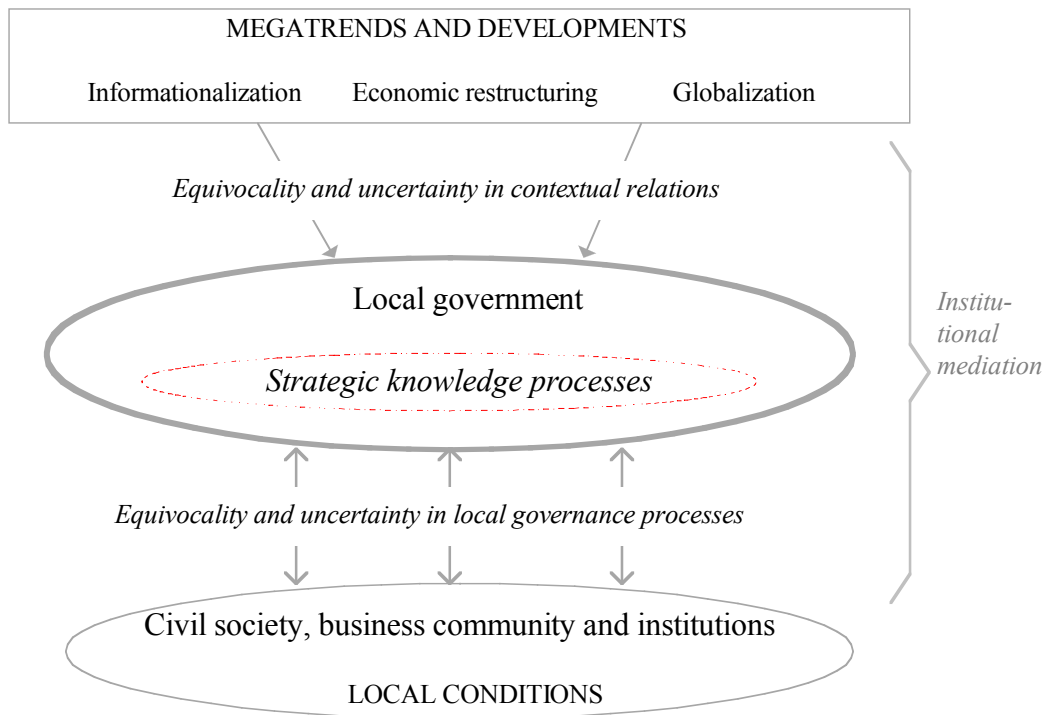 MEGATRENDS AND DEVELOPMENTS
Informationalization Economic restructuring Globalization
Equivocality and uncertainty in contextual relations
Local government
Institu-
tional
mediation
Strategic knowledge processes
Equivocality and uncertainty in local governance processes
Civil society, business community and institutions
LOCAL CONDITIONS